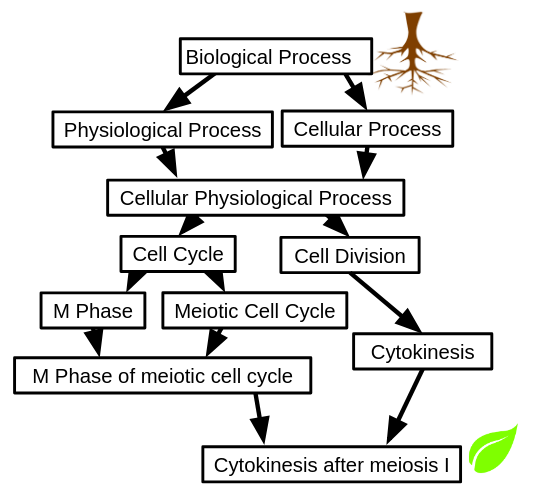 Biological Process
Physiological Process
Cellular Process
Cellular Physiological Process
Cell Cycle
Cell Division
M Phase
Meiotic Cell Cycle
Cytokinesis
M Phase of meiotic cell cycle
Cytokinesis after meiosis I